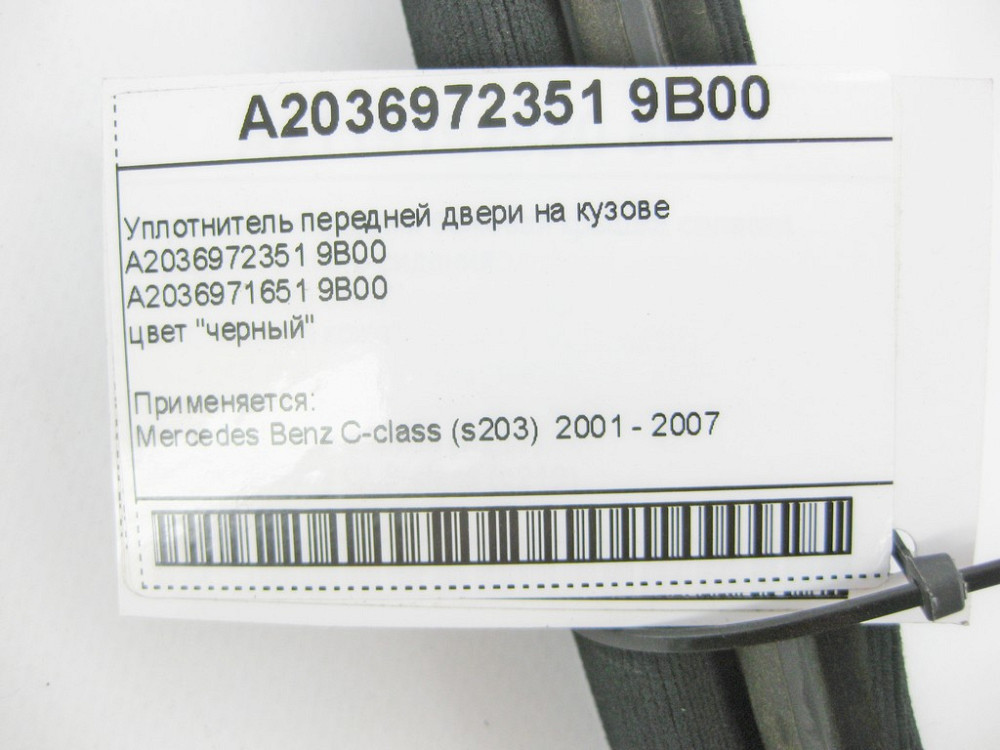 A2036972351 9B00
Уплотнитель передней двери на кузове
A2036972351 9B00
A2036971651 9B00
цвет "черный"
Применяется:
Mercedes Benz C-class (s203) 2001 - 2007